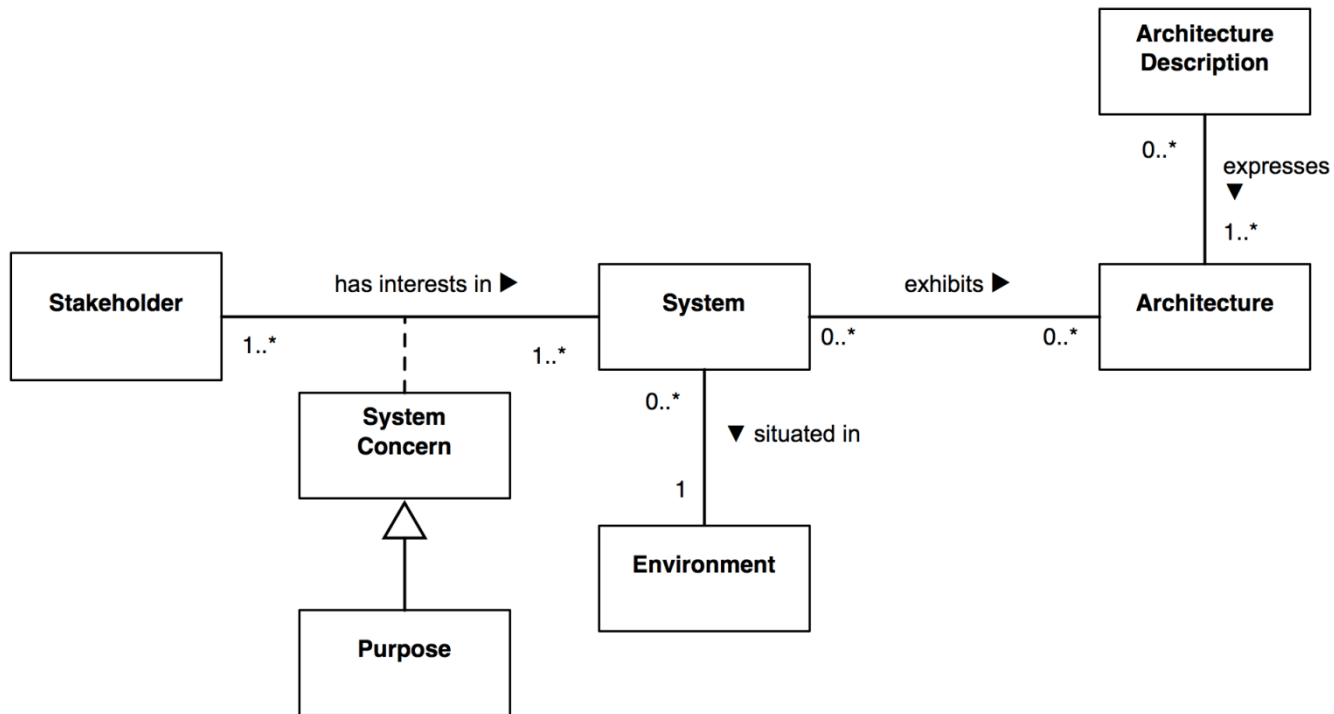 Architecture
Description
0..*
expresses
▼
1..*
Stakeholder
has interests in ▶
System
exhibits ▶
Architecture
1..*
1..*
0..*
0..*
System
Concern
0..*
▼ situated in
1
Environment
Purpose